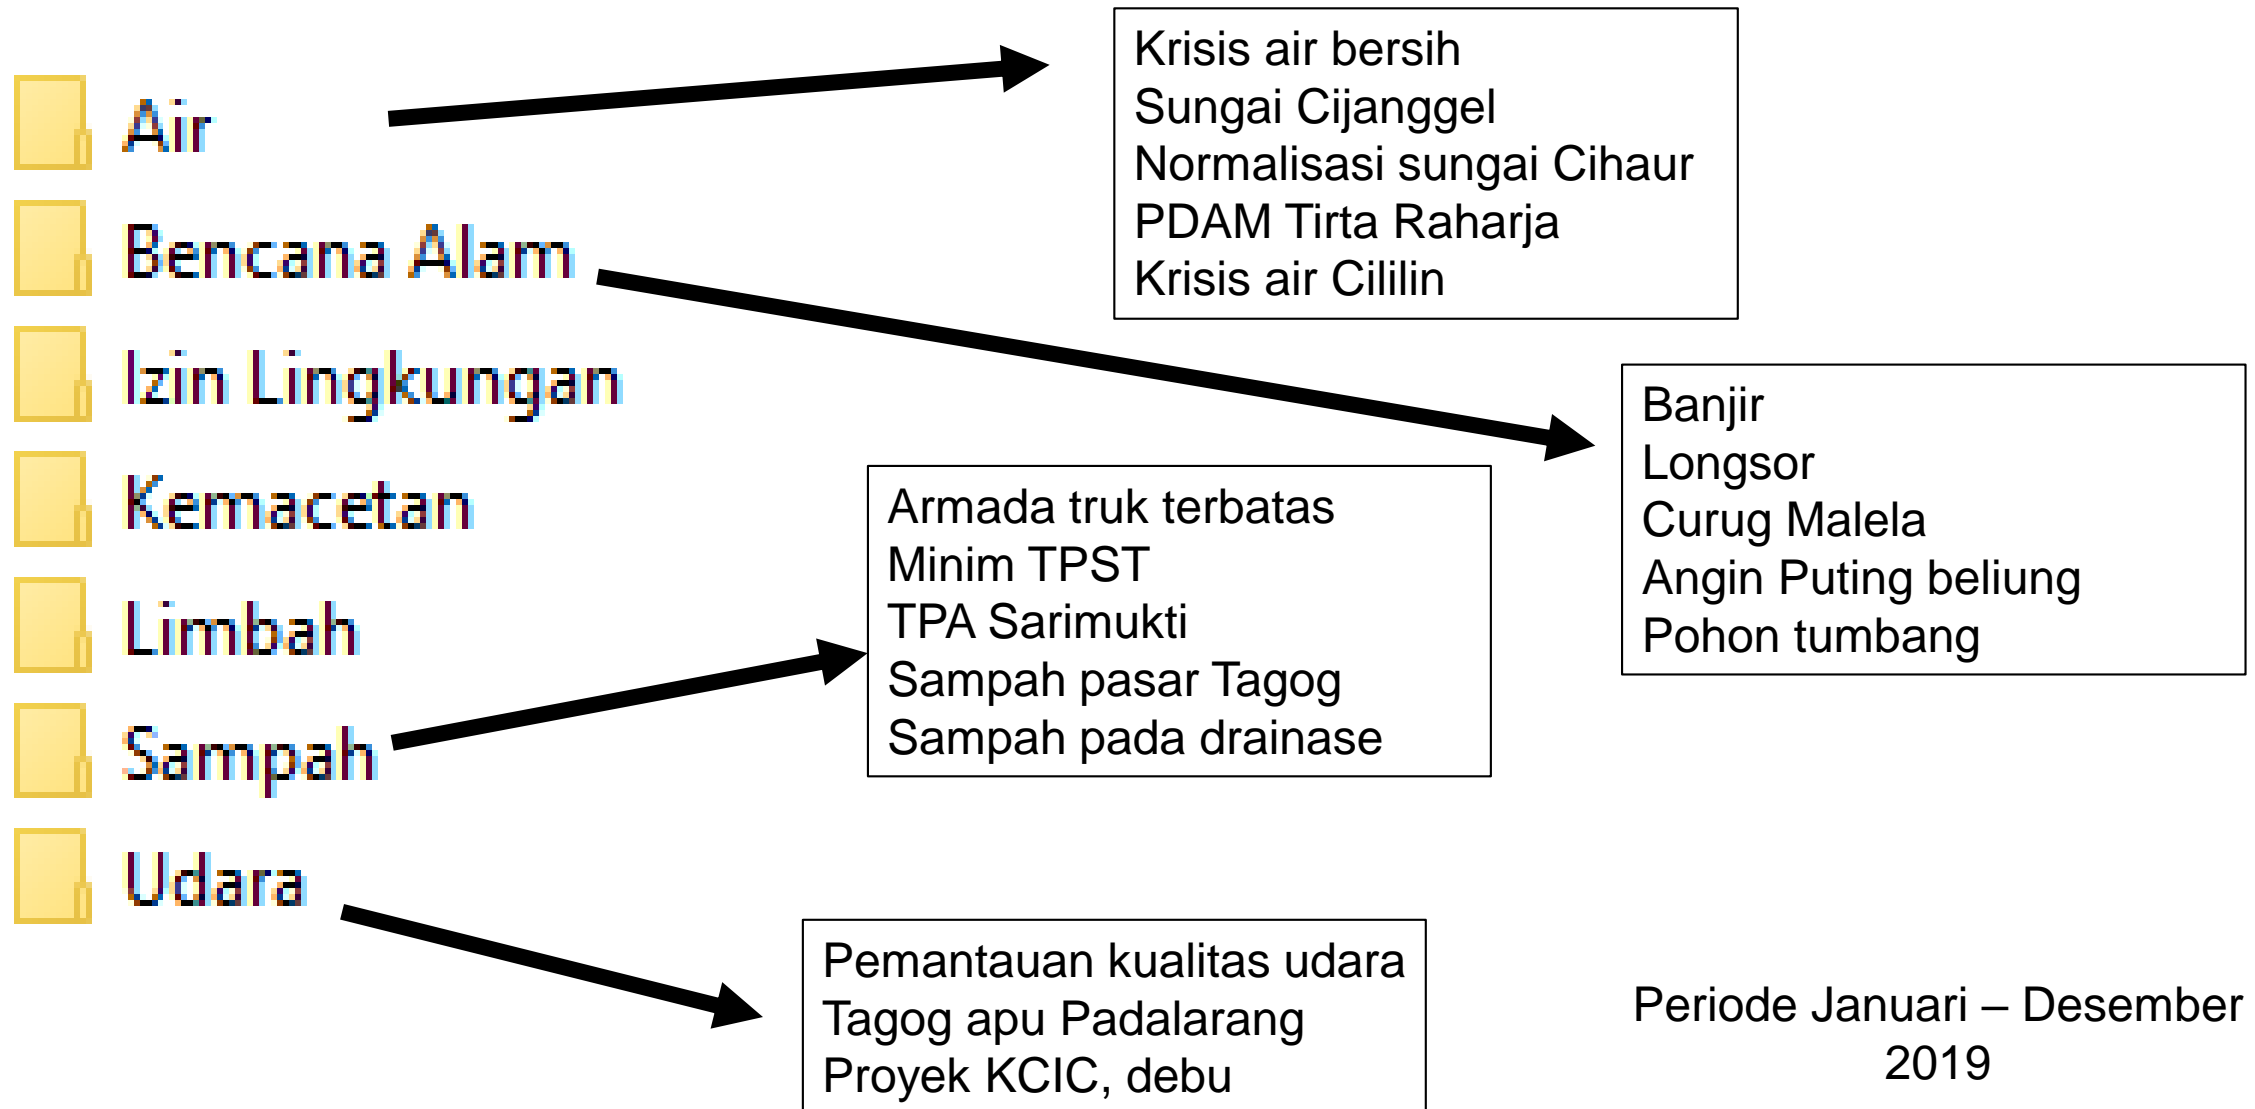 Air
Bencana Alam
Izin Lingkungan
Kemacetan
Limbah
Sampah
Udara
Krisis air bersih
Sungai Cijanggel
Normalisasi sungai Cihaur
PDAM Tirta Raharja
Krisis air Cililin
Banjir
Longsor
Curug Malela
Angin Puting beliung
Pohon tumbang
Armada truk terbatas
Minim TPST
TPA Sarimukti
Sampah pasar Tagog
Sampah pada drainase
Pemantauan kualitas udara
Tagog apu Padalarang
Proyek KCIC, debu
Periode Januari – Desember
2019